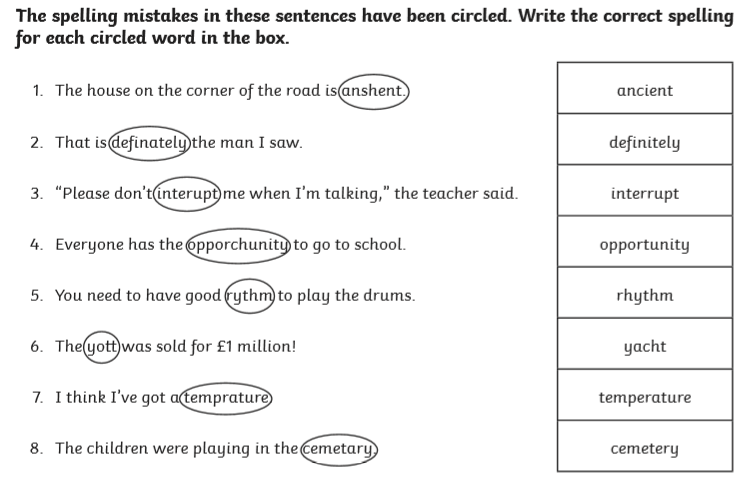 The spelling mistakes in these sentences have been circled. Write the correct spelling
for each circled word in the box.
1. The house on the corner of the road is anshent. ancient
2. That is definately the man I saw. definitely
3. “Please don't interupt me when I'm talking,” the teacher said. interrupt
4. Everyone has the opporchunity to go to school. opportunity
5. You need to have good rythm to play the drums. rhythm
6. The yott was sold for £1 million! yacht
7. I think I've got a temprature. temperature
8. The children were playing in the cemetary. cemetery